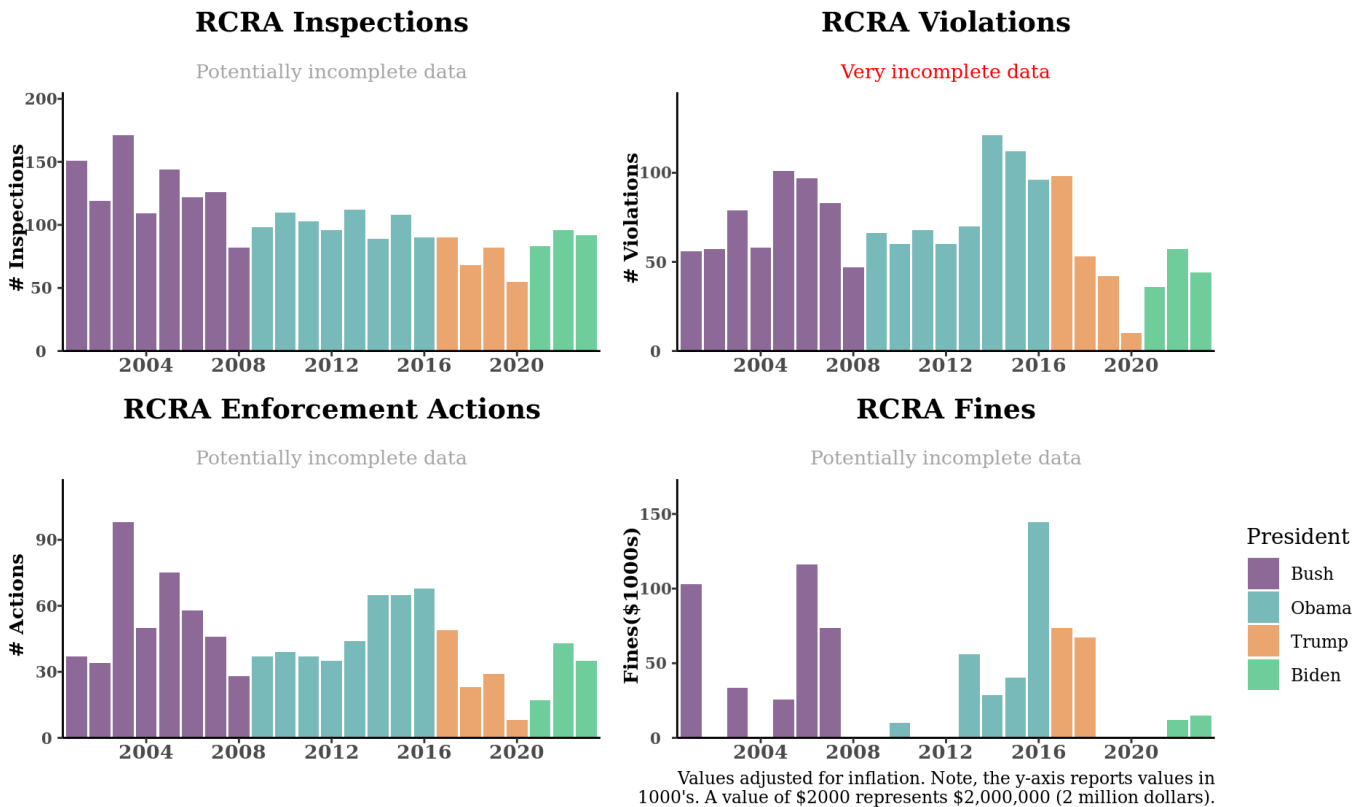 RCRA Inspections
Potentially incomplete data
# Inspections
200
150
100
50
0
2004 2008 2012 2016 2020
RCRA Violations
Very incomplete data
# Violations
100
50
0
2004 2008 2012 2016 2020
RCRA Enforcement Actions
Potentially incomplete data
# Actions
90
60
30
0
2004 2008 2012 2016 2020
RCRA Fines
Potentially incomplete data
Fines($1000s)
150
100
50
0
2004 2008 2012 2016 2020
President
Bush
Obama
Trump
Biden
Values adjusted for inflation. Note, the y-axis reports values in
1000's. A value of $2000 represents $2,000,000 (2 million dollars).